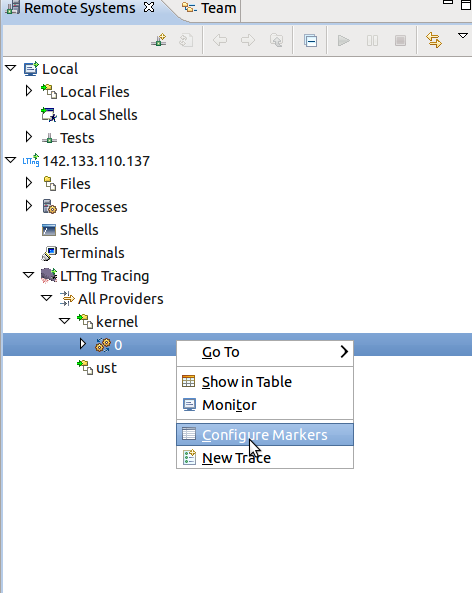 Remote Systems Team
Local
Local Files
Local Shells
Tests
LTTng 142.133.110.137
Files
Processes
Shells
Terminals
LTTng Tracing
All Providers
kernel
0
ust
Go To
Show in Table
Monitor
Configure Markers
New Trace